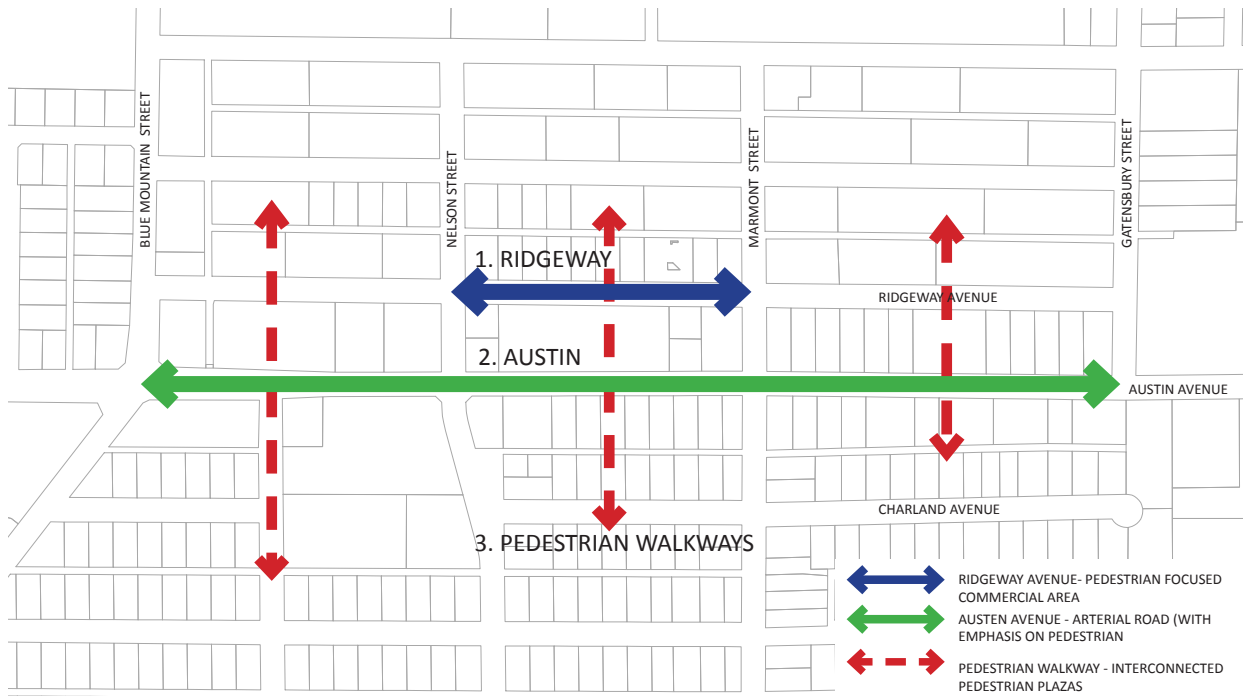 BLUE MOUNTAIN STREET
NELSON STREET
MARMONT STREET
GATENSBURY STREET
1. RIDGEWAY
RIDGEWAY AVENUE
2. AUSTIN
AUSTIN AVENUE
CHARLAND AVENUE
3. PEDESTRIAN WALKWAYS
RIDGEWAY AVENUE- PEDESTRIAN FOCUSED
COMMERCIAL AREA
AUSTEN AVENUE - ARTERIAL ROAD (WITH
EMPHASIS ON PEDESTRIAN
PEDESTRIAN WALKWAY - INTERCONNECTED
PEDESTRIAN PLAZAS